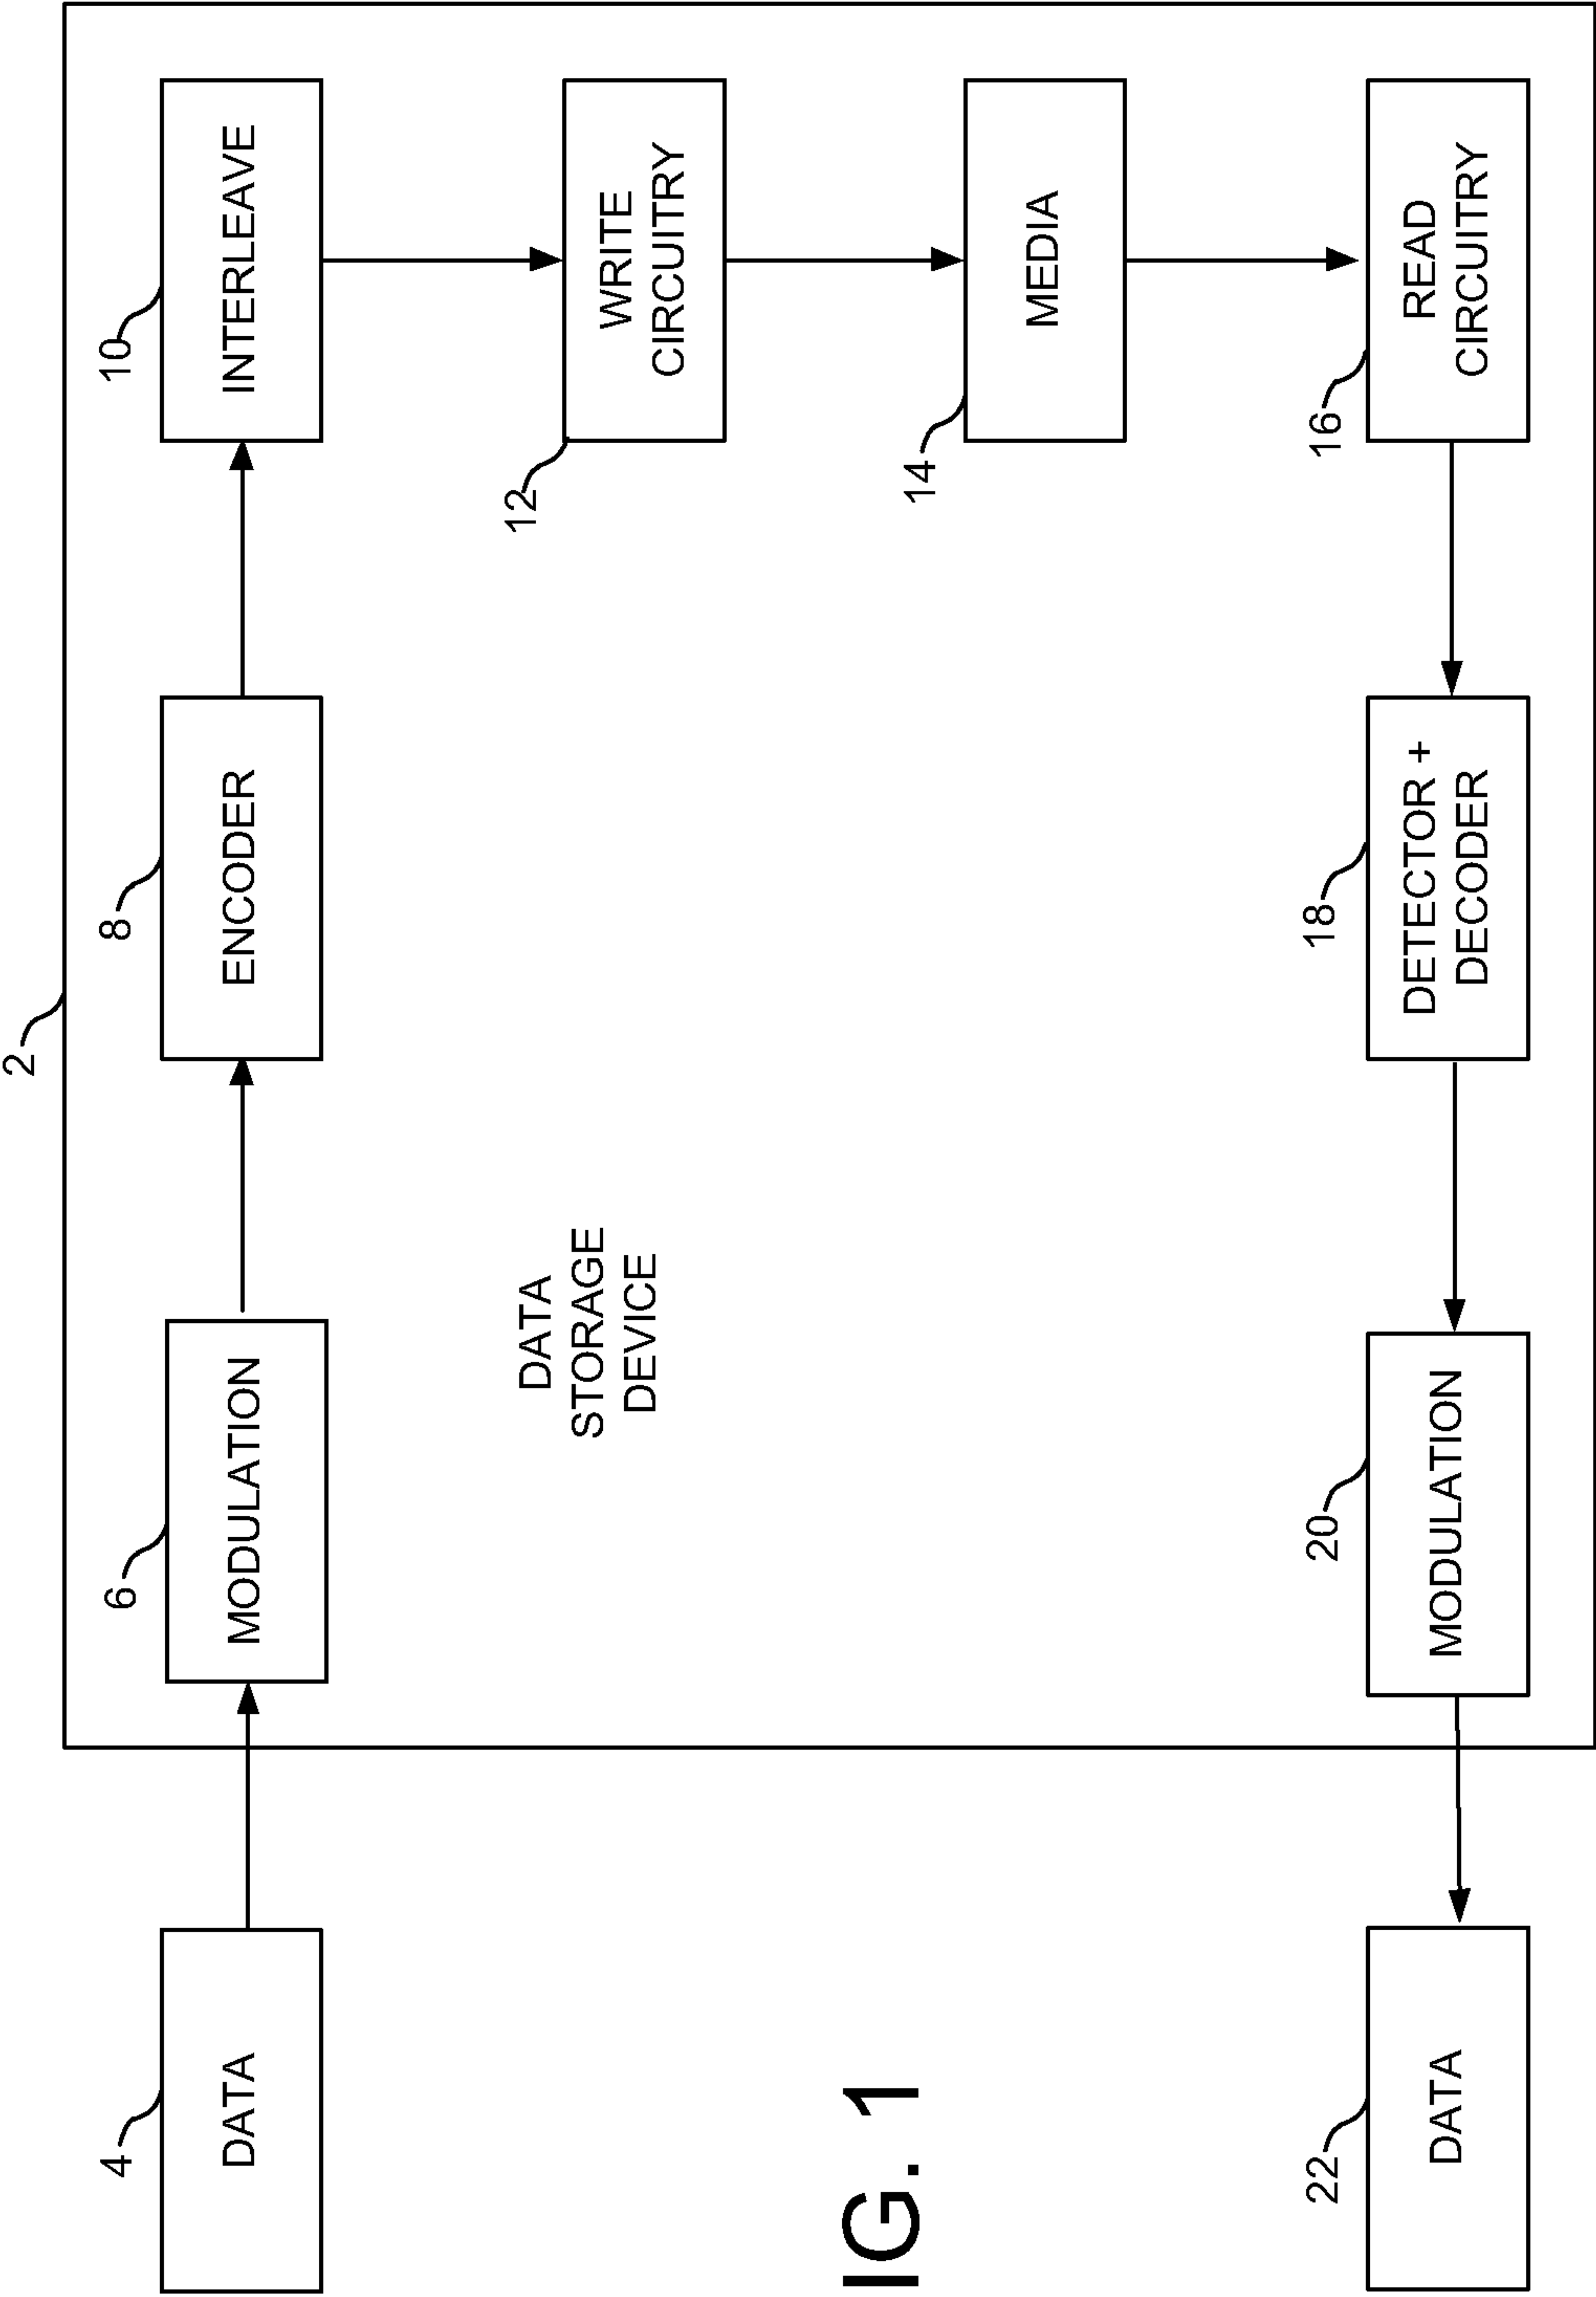 2
4
DATA
6
MODULATION
8
ENCODER
10
INTERLEAVE
DATA
STORAGE
DEVICE
12
WRITE
CIRCUITRY
14
MEDIA
16
READ
CIRCUITRY
18
DETECTOR +
DECODER
20
MODULATION
22
DATA
IG. 1